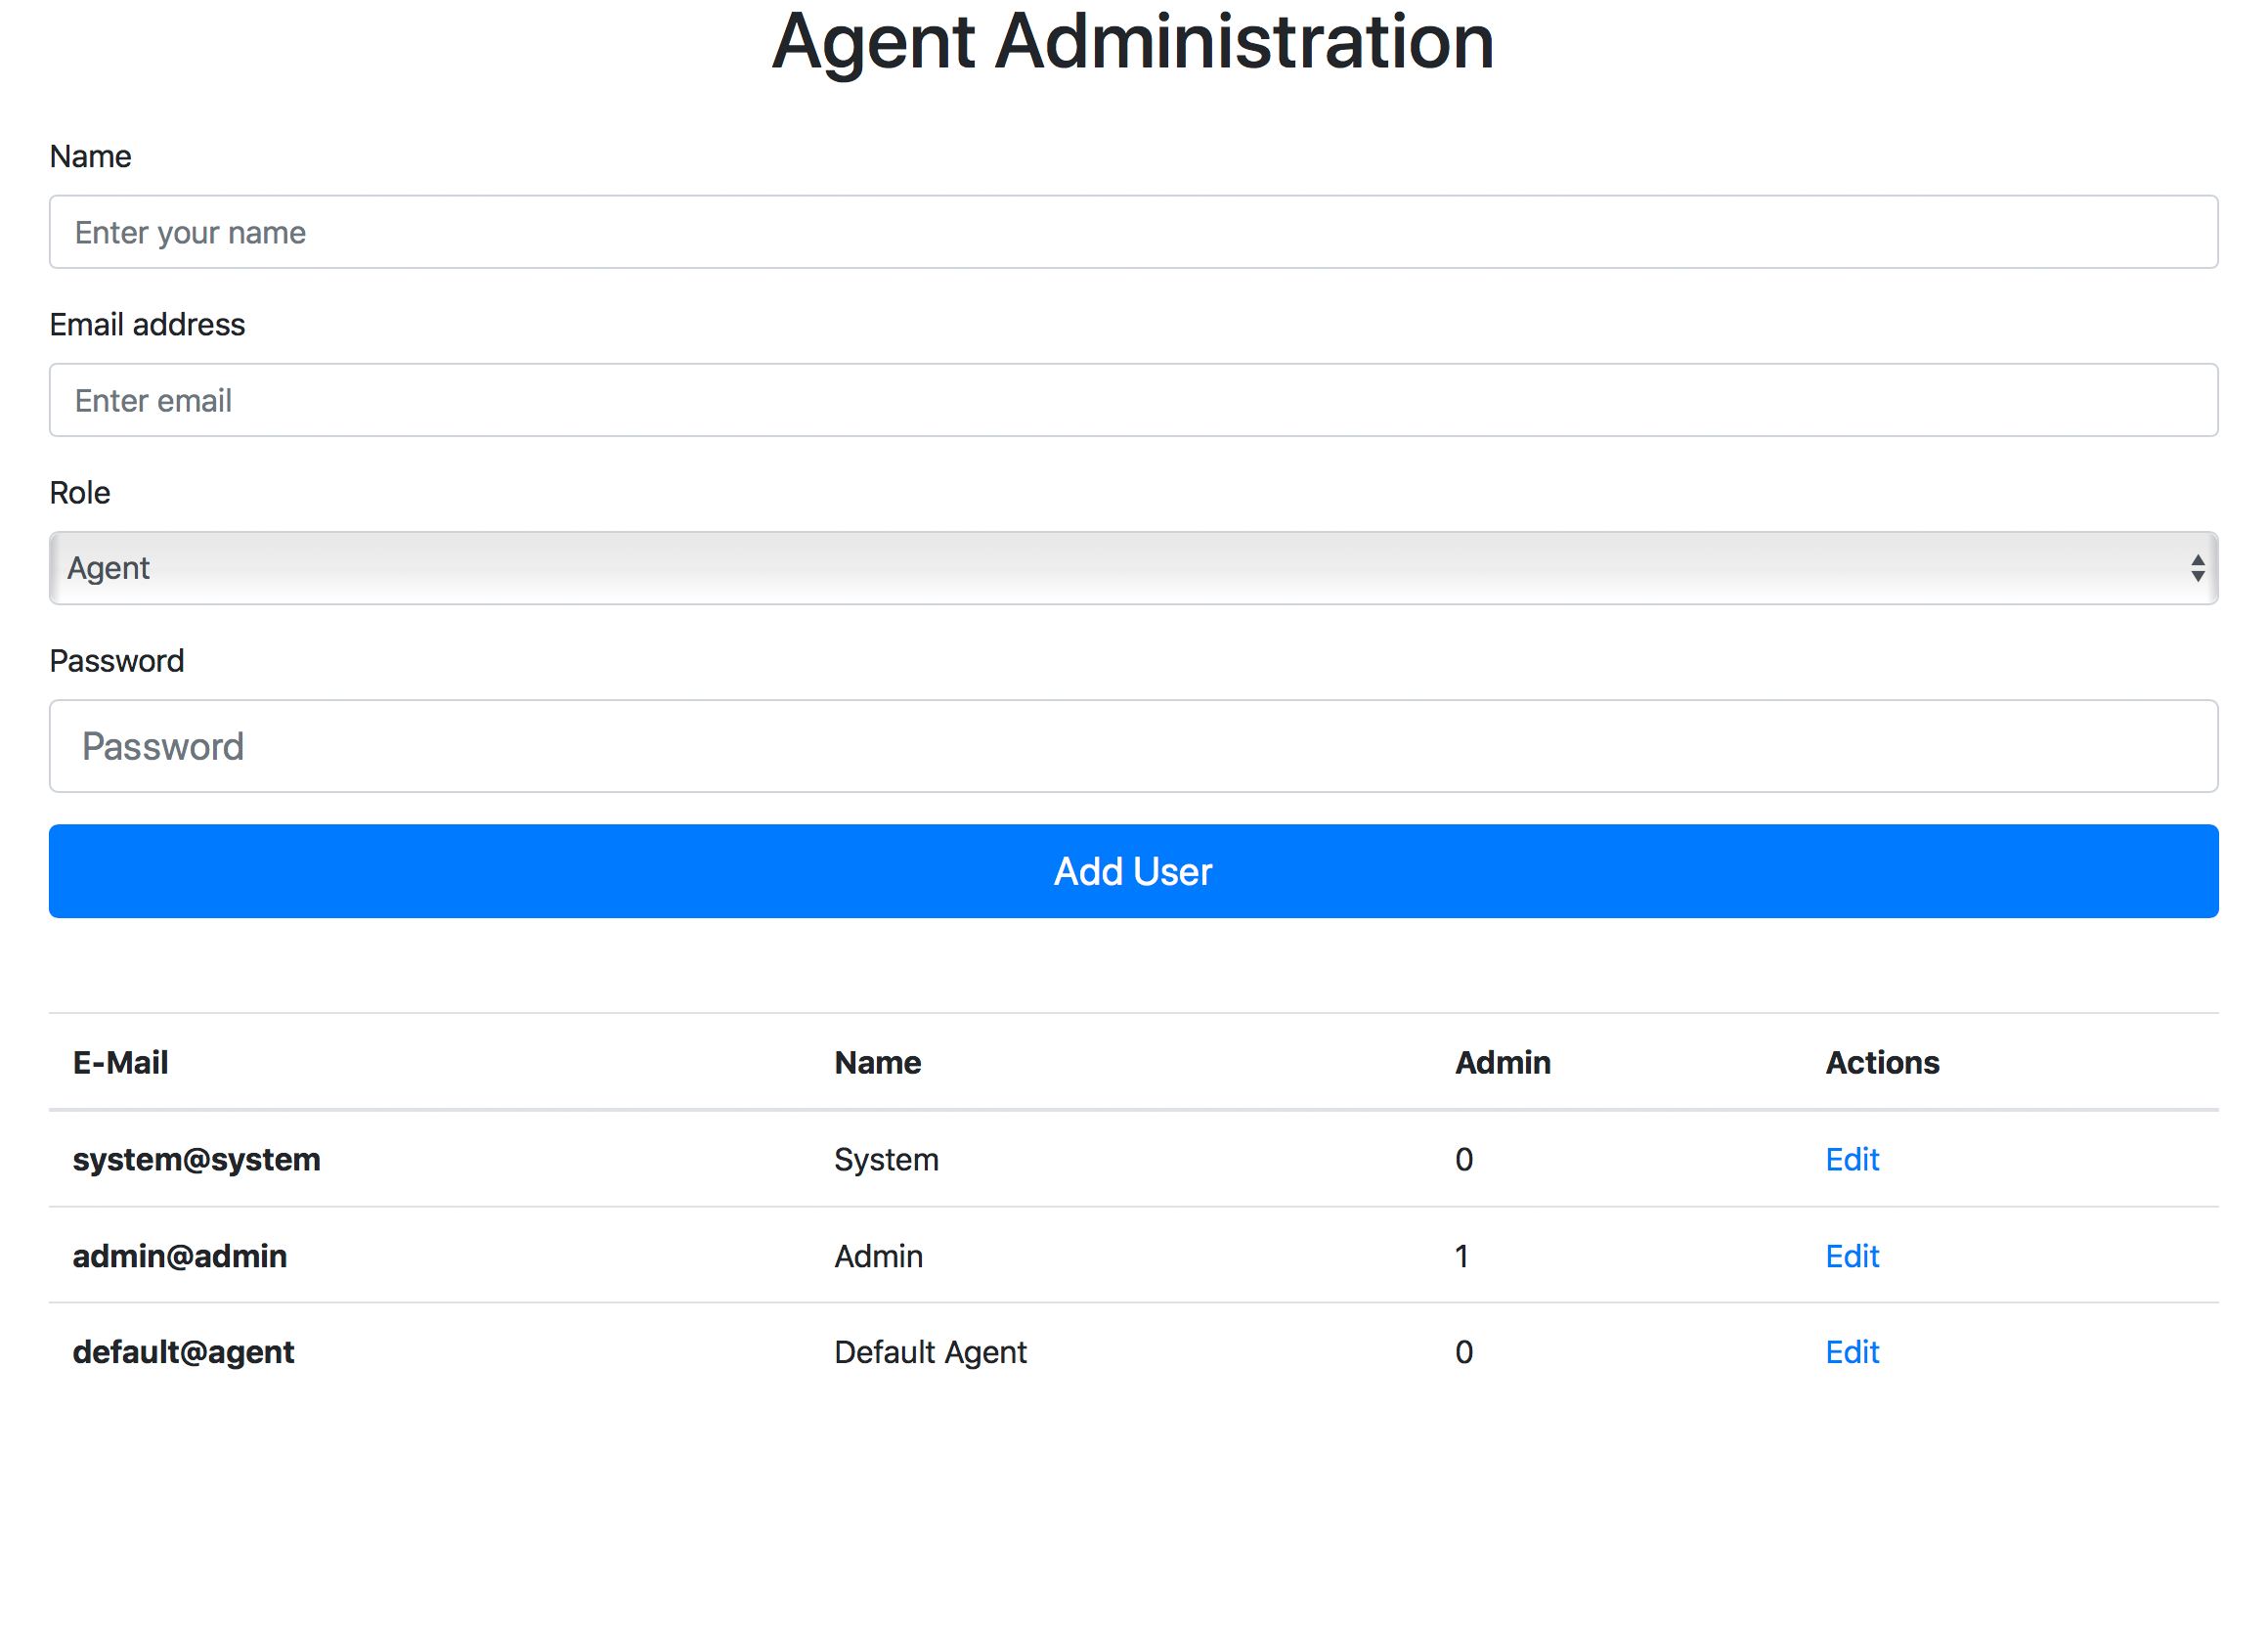 Agent Administration
Name
Enter your name
Email address
Enter email
Role
Agent
Password
Password
Add User
E-Mail Name Admin Actions
system@system System 0 Edit
admin@admin Admin 1 Edit
default@agent Default Agent 0 Edit